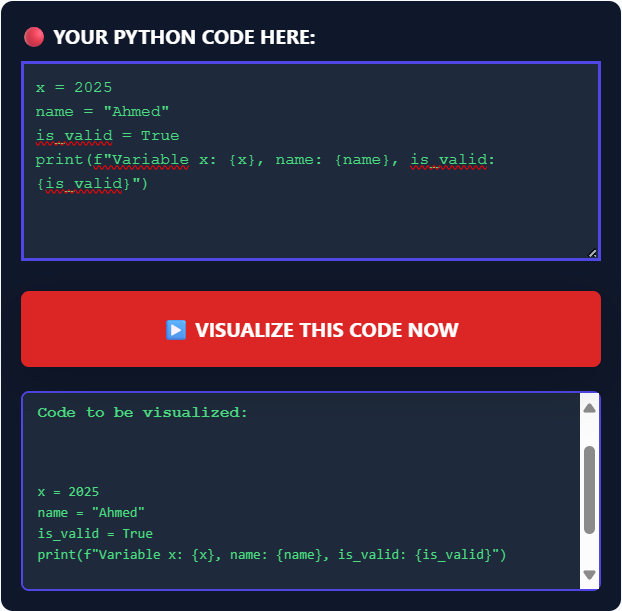 YOUR PYTHON CODE HERE:
x = 2025
name = "Ahmed"
is_valid = True
print(f"Variable x: {x}, name: {name}, is_valid:
{is_valid}")
VISUALIZE THIS CODE NOW
Code to be visualized:
x = 2025
name = "Ahmed"
is_valid = True
print(f"Variable x: {x}, name: {name}, is_valid: {is_valid}")